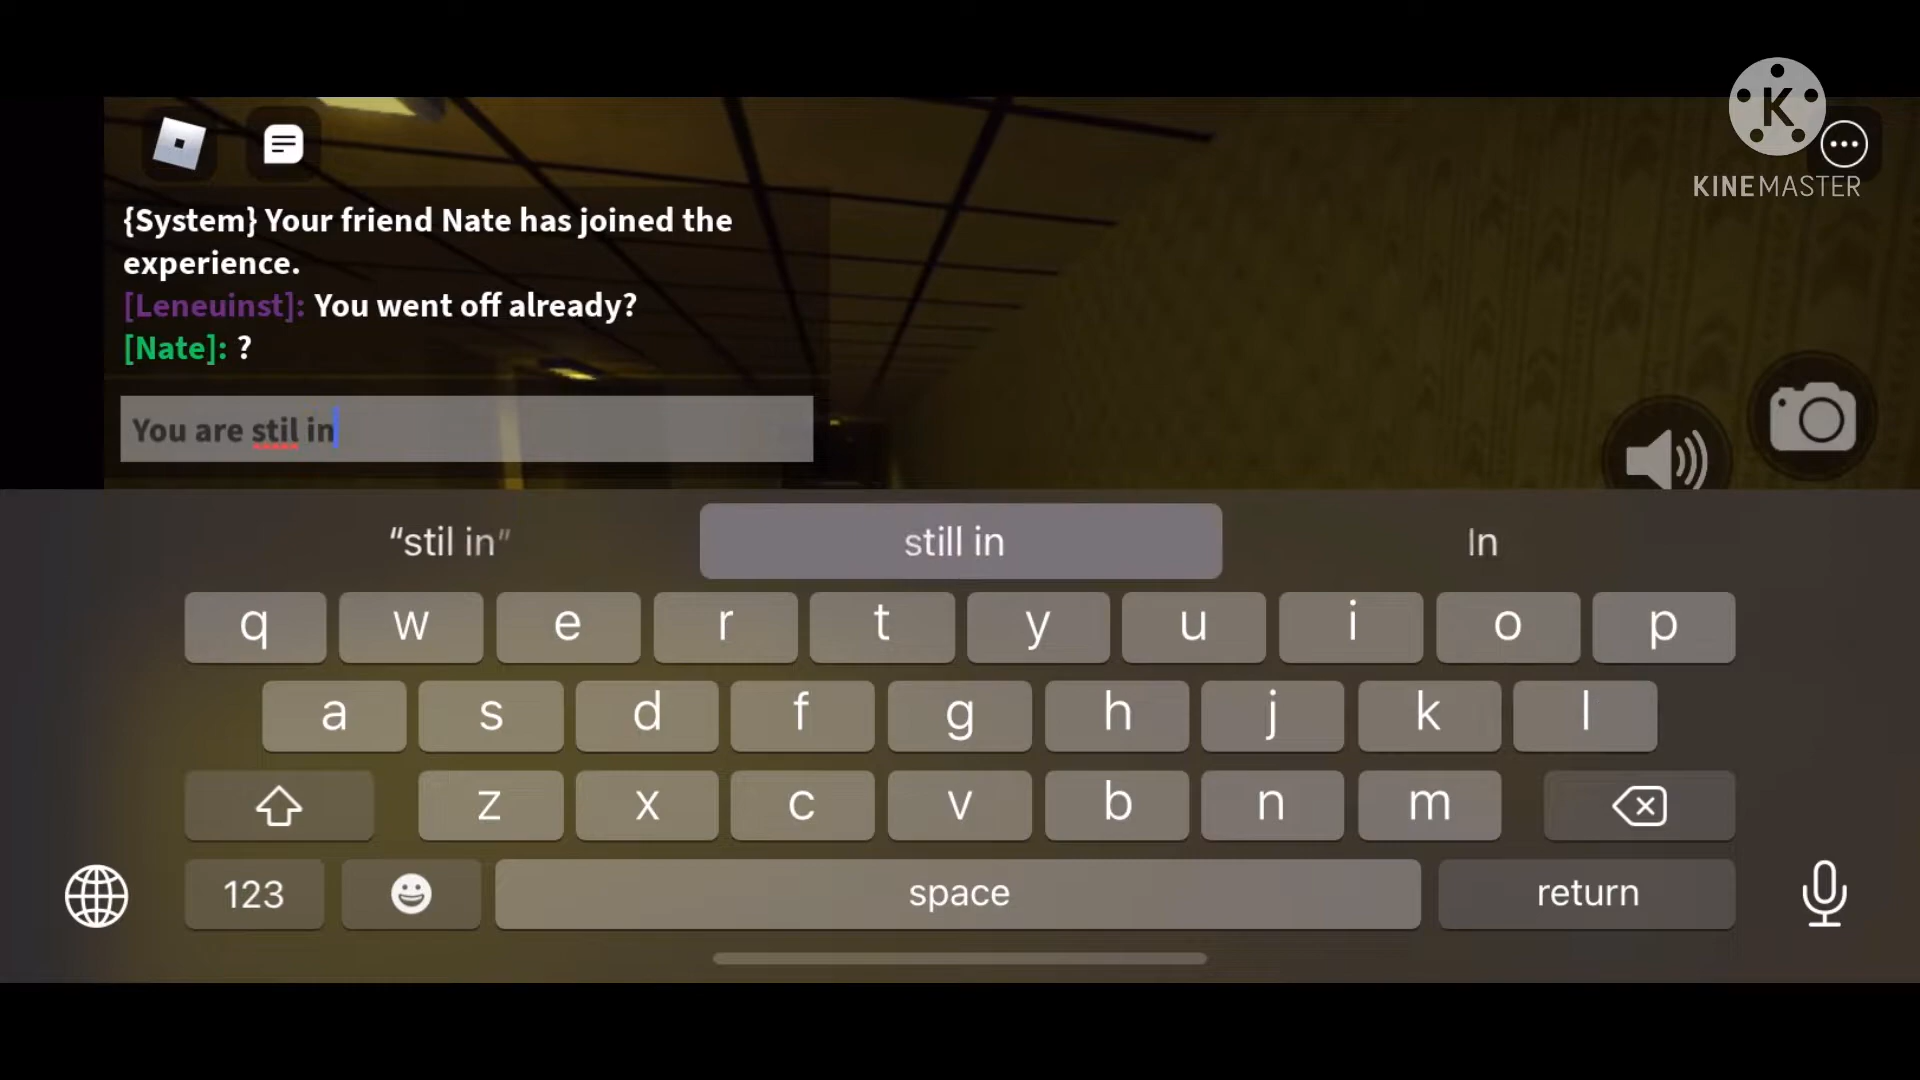 K
KINEMASTER
{System} Your friend Nate has joined the
experience.
[Leneuinst]: You went off already?
[Nate]: ?
You are stil in
“stil in” still in In
q w e r t y u i o p
a s d f g h j k l
z x c v b n m
123 space return